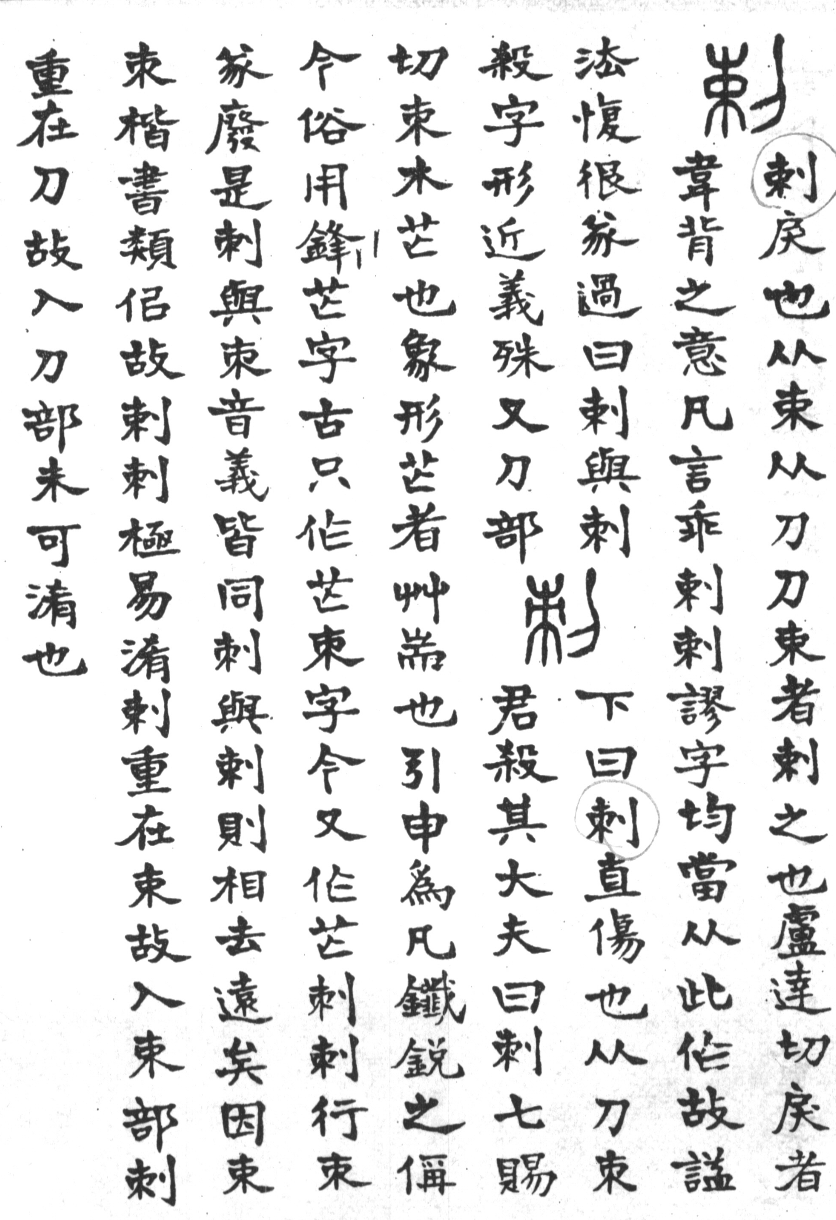 剌
剌戾也从束从刀刀束者剌之也盧達切戾者
韋背之意凡言乖剌剌謬字均當从此作故謚
法愎很㒸過曰剌與刺
殺字形近義殊又刀部
刺
下曰刺直傷也从刀朿
君殺其大夫曰刺七賜
切朿木芒也象形芒者艸耑也引申爲凡鑯銳之偁
今俗用鋒芒字古只作芒朿字今又作芒刺刺行朿
㒸廢是刺與朿音義皆同刺與剌則相去遠矣因束
朿楷書類佀故剌刺極易淆剌重在束故入束部刺
重在刀故入刀部未可淆也